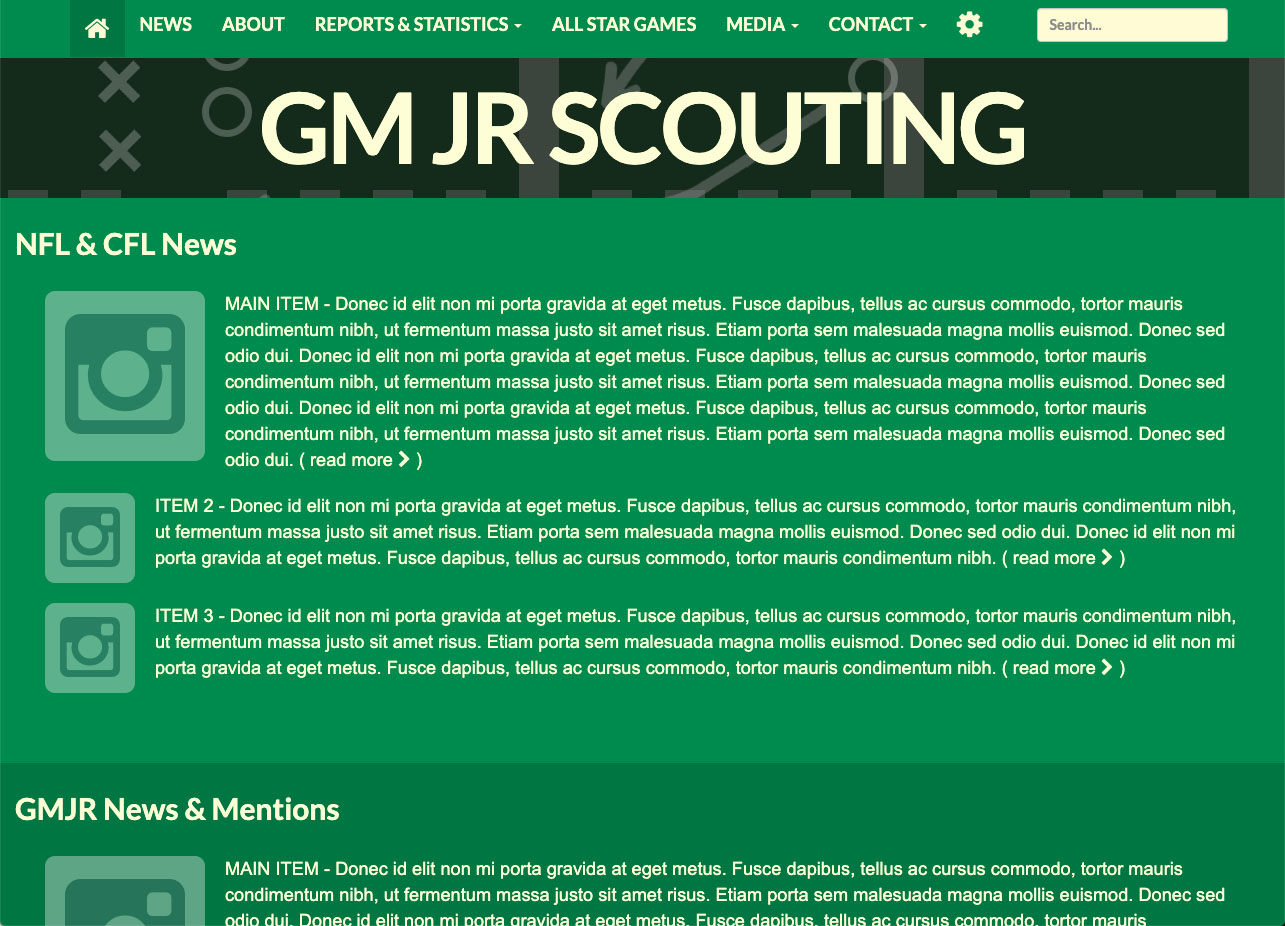 NEWS ABOUT REPORTS & STATISTICS ALL STAR GAMES MEDIA CONTACT Search...
GM JR SCOUTING
NFL & CFL News
MAIN ITEM - Donec id elit non mi porta gravida at eget metus. Fusce dapibus, tellus ac cursus commodo, tortor mauris
condimentum nibh, ut fermentum massa justo sit amet risus. Etiam porta sem malesuada magna mollis euismod. Donec sed
odio dui. Donec id elit non mi porta gravida at eget metus. Fusce dapibus, tellus ac cursus commodo, tortor mauris
condimentum nibh, ut fermentum massa justo sit amet risus. Etiam porta sem malesuada magna mollis euismod. Donec sed
odio dui. Donec id elit non mi porta gravida at eget metus. Fusce dapibus, tellus ac cursus commodo, tortor mauris
condimentum nibh, ut fermentum massa justo sit amet risus. Etiam porta sem malesuada magna mollis euismod. Donec sed
odio dui. ( read more )
ITEM 2 - Donec id elit non mi porta gravida at eget metus. Fusce dapibus, tellus ac cursus commodo, tortor mauris condimentum nibh,
ut fermentum massa justo sit amet risus. Etiam porta sem malesuada magna mollis euismod. Donec sed odio dui. Donec id elit non mi
porta gravida at eget metus. Fusce dapibus, tellus ac cursus commodo, tortor mauris condimentum nibh. ( read more )
ITEM 3 - Donec id elit non mi porta gravida at eget metus. Fusce dapibus, tellus ac cursus commodo, tortor mauris condimentum nibh,
ut fermentum massa justo sit amet risus. Etiam porta sem malesuada magna mollis euismod. Donec sed odio dui. Donec id elit non mi
porta gravida at eget metus. Fusce dapibus, tellus ac cursus commodo, tortor mauris condimentum nibh. ( read more )
GMJR News & Mentions
MAIN ITEM - Donec id elit non mi porta gravida at eget metus. Fusce dapibus, tellus ac cursus commodo, tortor mauris
condimentum nibh, ut fermentum massa justo sit amet risus. Etiam porta sem malesuada magna mollis euismod. Donec sed
odio dui. Donec id elit non mi porta gravida at eget metus. Fusce dapibus, tellus ac cursus commodo, tortor mauris